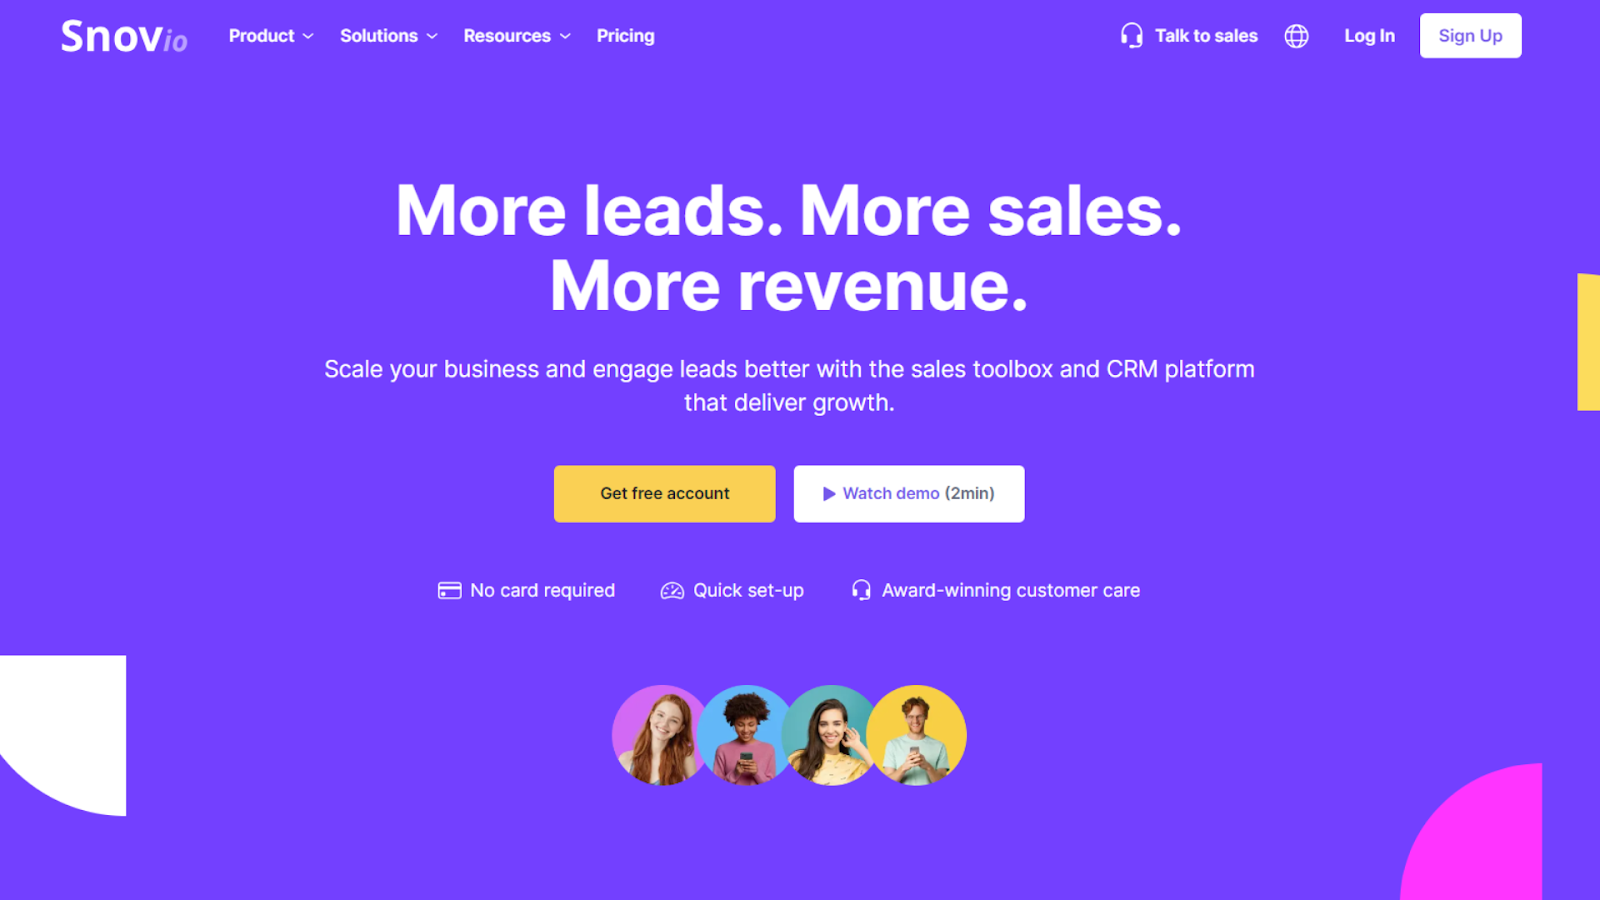 Snovio
Product
Solutions
Resources
Pricing
Talk to sales
Log In
Sign Up
More leads. More sales.
More revenue.
Scale your business and engage leads better with the sales toolbox and CRM platform
that deliver growth.
Get free account
Watch demo (2min)
No card required
Quick set-up
Award-winning customer care